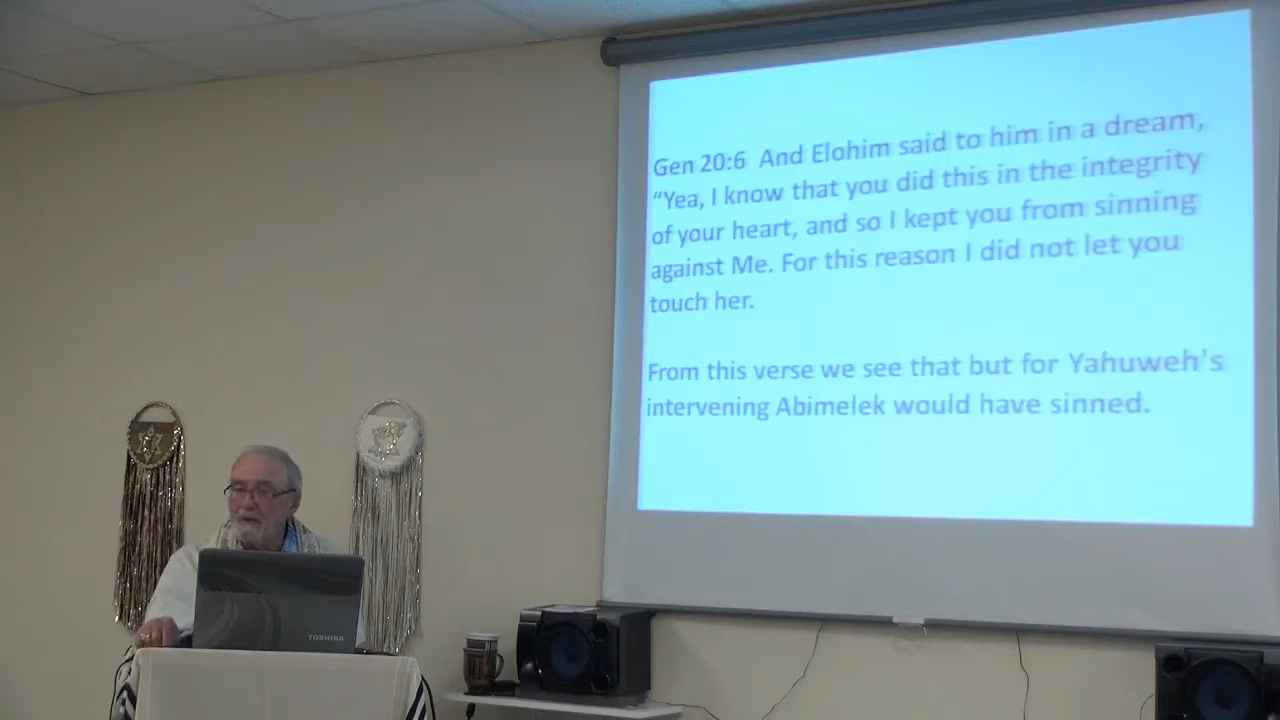 Gen 20:6 And Elohim said to him in a dream,
“Yea, I know that you did this in the integrity
of your heart, and so I kept you from sinning
against Me. For this reason I did not let you
touch her.
From this verse we see that but for Yahuweh's
intervening Abimelek would have sinned.
TOSHIBA